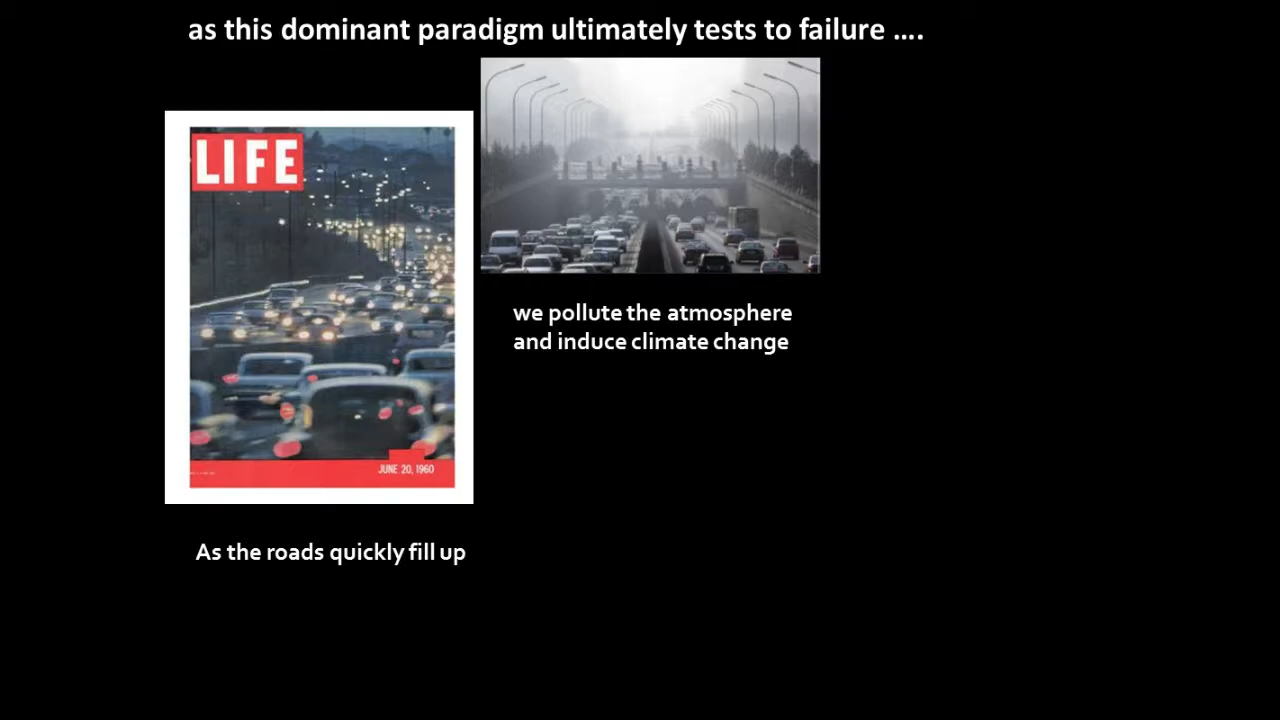 as this dominant paradigm ultimately tests to failure ....
LIFE
JUNE 20, 1960
we pollute the atmosphere
and induce climate change
As the roads quickly fill up